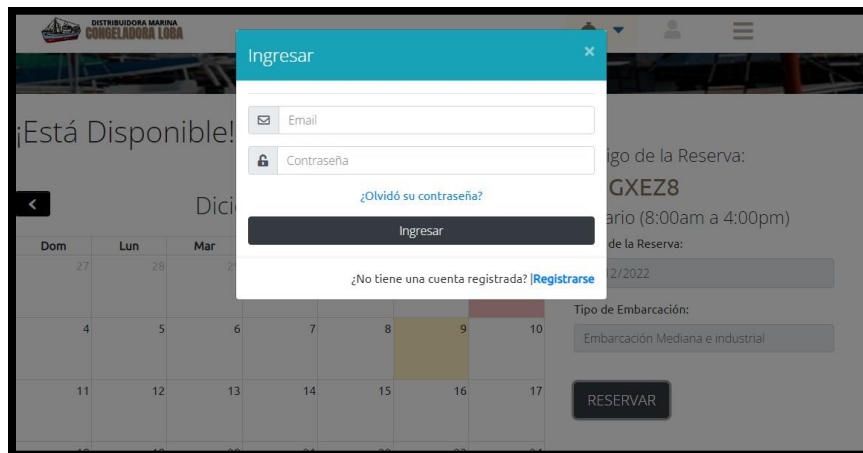 DISTRIBUIDORA MARINA
CONGELADORA LOBA
Ingresar
×
Email
Contraseña
¿Olvidó su contraseña?
Ingresar
¿No tiene una cuenta registrada? |Registrarse
¡Está Disponible!
igo de la Reserva:
GXEZ8
ario (8:00am a 4:00pm)
de la Reserva:
12/2022
Tipo de Embarcación:
Embarcación Mediana e industrial
RESERVAR
Dici
Dom Lun Mar
27 28
4 5 6 7 8 9 10
11 12 13 14 15 16 17